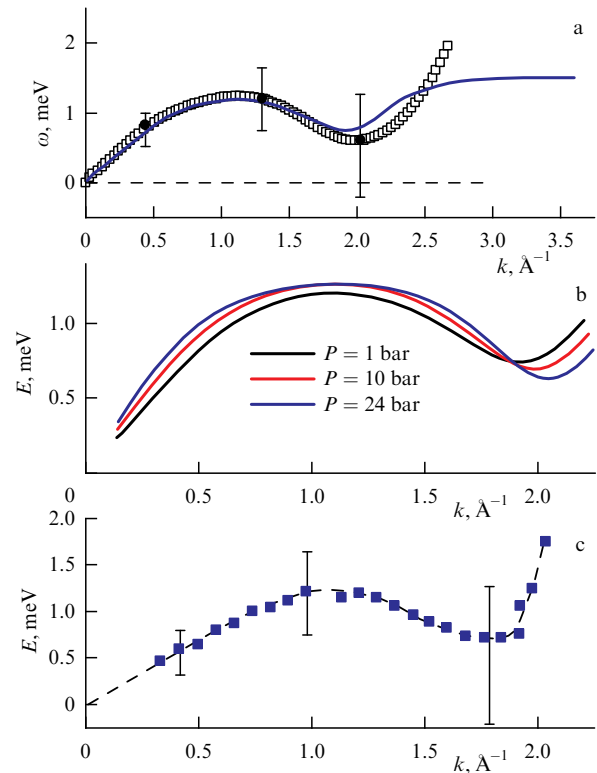 a
2
1
0
ω, meV
0 0.5 1.0 1.5 2.0 2.5 3.0 3.5
k, Å⁻¹
b
1.0
0.5
0
E, meV
P = 1 bar
P = 10 bar
P = 24 bar
0.5 1.0 1.5 2.0
k, Å⁻¹
c
2.0
1.5
1.0
0.5
0
E, meV
0 0.5 1.0 1.5 2.0
k, Å⁻¹